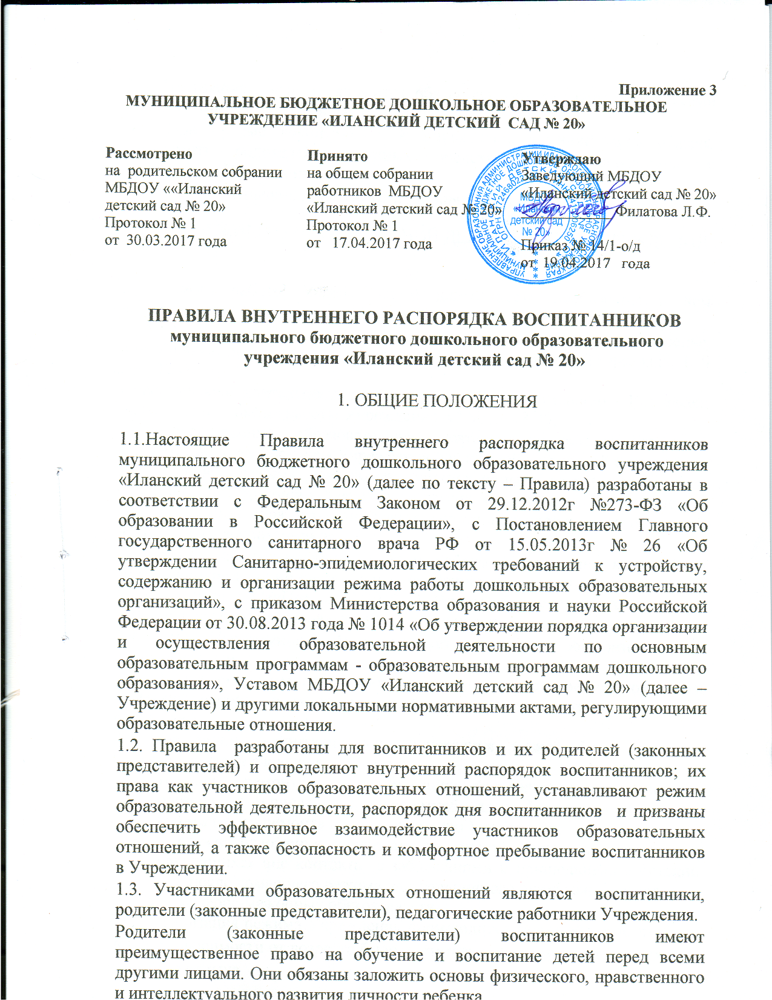 Приложение 3
МУНИЦИПАЛЬНОЕ БЮДЖЕТНОЕ ДОШКОЛЬНОЕ ОБРАЗОВАТЕЛЬНОЕ
УЧРЕЖДЕНИЕ «ИЛАНСКИЙ ДЕТСКИЙ САД № 20»
Рассмотрено
на родительском собрании
МБДОУ ««Иланский
детский сад № 20»
Протокол № 1
от 30.03.2017 года
Принято
на общем собрании
работников МБДОУ
«Иланский детский сад № 20»
Протокол № 1
от 17.04.2017 года
Утверждаю
Заведующий МБДОУ
«Иланский детский сад № 20»
Филатова Л.Ф.
Приказ № 14/1-о/д
от 19.04.2017 года
МБДОУ
«Иланский
детский сад
№ 20»
ПРАВИЛА ВНУТРЕННЕГО РАСПОРЯДКА ВОСПИТАННИКОВ
муниципального бюджетного дошкольного образовательного
учреждения «Иланский детский сад № 20»
1. ОБЩИЕ ПОЛОЖЕНИЯ
1.1.Настоящие Правила внутреннего распорядка воспитанников
муниципального бюджетного дошкольного образовательного учреждения
«Иланский детский сад № 20» (далее по тексту – Правила) разработаны в
соответствии с Федеральным Законом от 29.12.2012г №273-ФЗ «Об
образовании в Российской Федерации», с Постановлением Главного
государственного санитарного врача РФ от 15.05.2013г № 26 «Об
утверждении Санитарно-эпидемиологических требований к устройству,
содержанию и организации режима работы дошкольных образовательных
организаций», с приказом Министерства образования и науки Российской
Федерации от 30.08.2013 года № 1014 «Об утверждении порядка организации
и осуществления образовательной деятельности по основным
образовательным программам - образовательным программам дошкольного
образования», Уставом МБДОУ «Иланский детский сад № 20» (далее –
Учреждение) и другими локальными нормативными актами, регулирующими
образовательные отношения.
1.2. Правила разработаны для воспитанников и их родителей (законных
представителей) и определяют внутренний распорядок воспитанников; их
права как участников образовательных отношений, устанавливают режим
образовательной деятельности, распорядок дня воспитанников и призваны
обеспечить эффективное взаимодействие участников образовательных
отношений, а также безопасность и комфортное пребывание воспитанников
в Учреждении.
1.3. Участниками образовательных отношений являются воспитанники,
родители (законные представители), педагогические работники Учреждения.
Родители (законные представители) воспитанников имеют
преимущественное право на обучение и воспитание детей перед всеми
другими лицами. Они обязаны заложить основы физического, нравственного
и интеллектуального развития личности ребенка